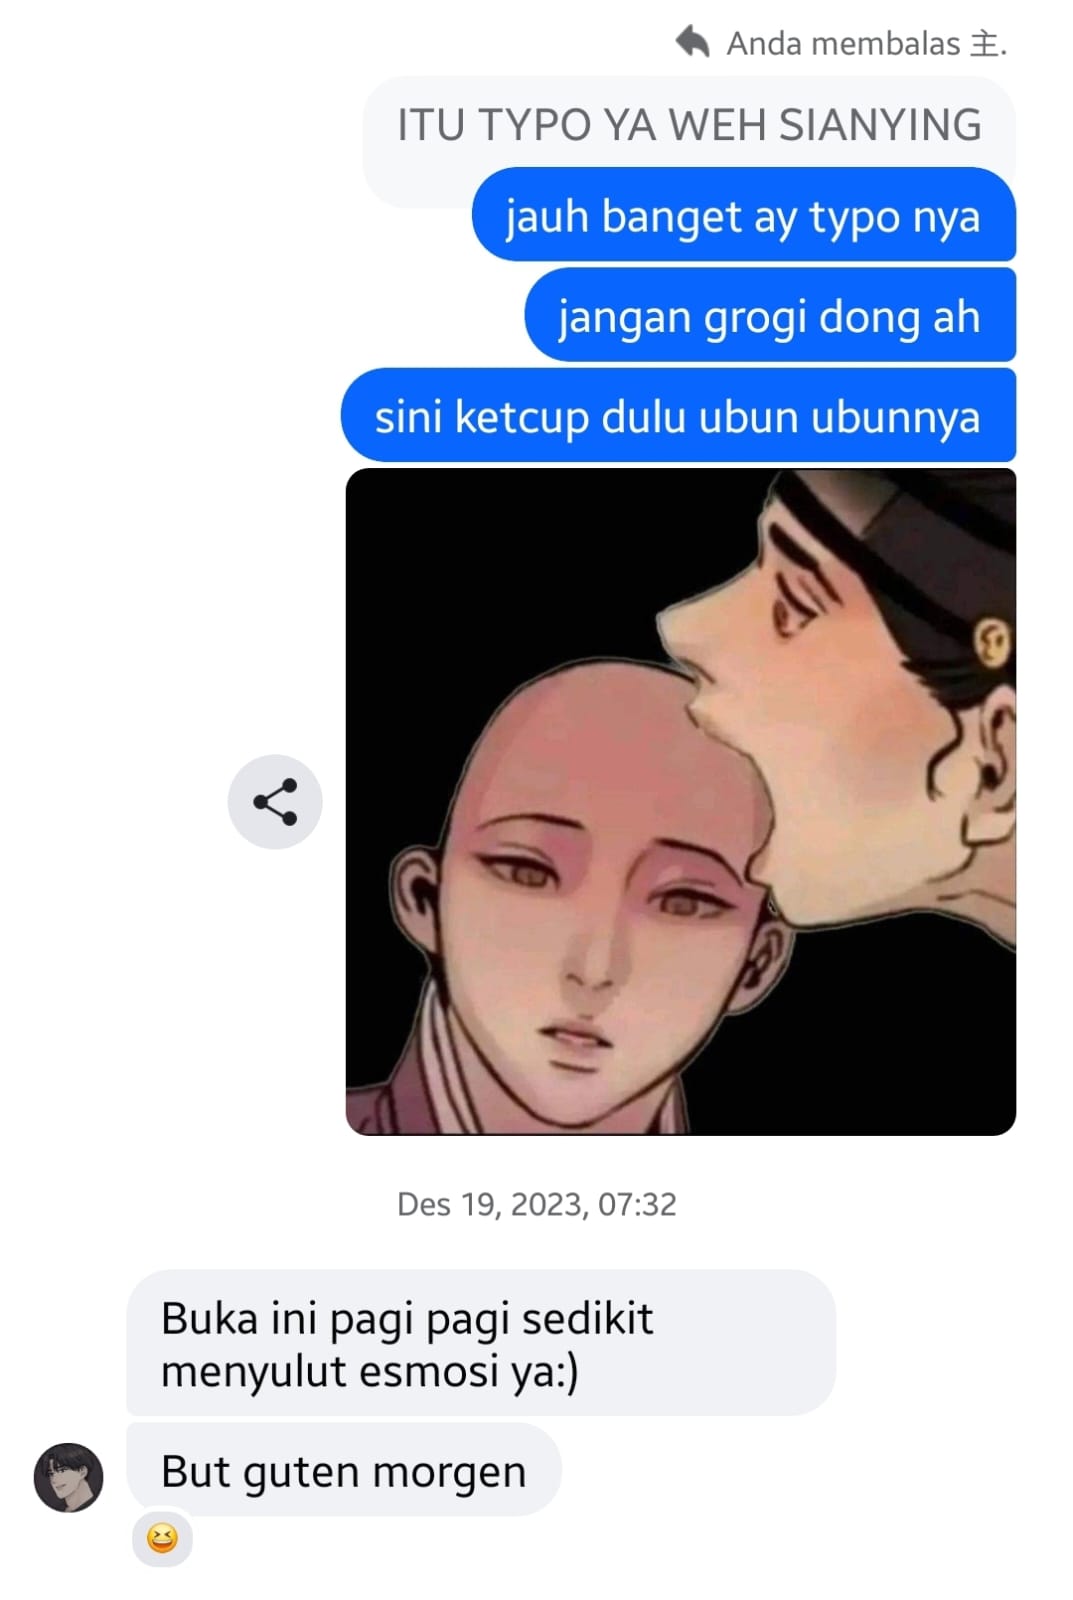 Anda membalas 主.
ITU TYPO YA WEH SIANYING
jauh banget ay typo nya
jangan grogi dong ah
sini ketcup dulu ubun ubunnya
Des 19, 2023, 07:32
Buka ini pagi pagi sedikit
menyulut esmosi ya:)
But guten morgen